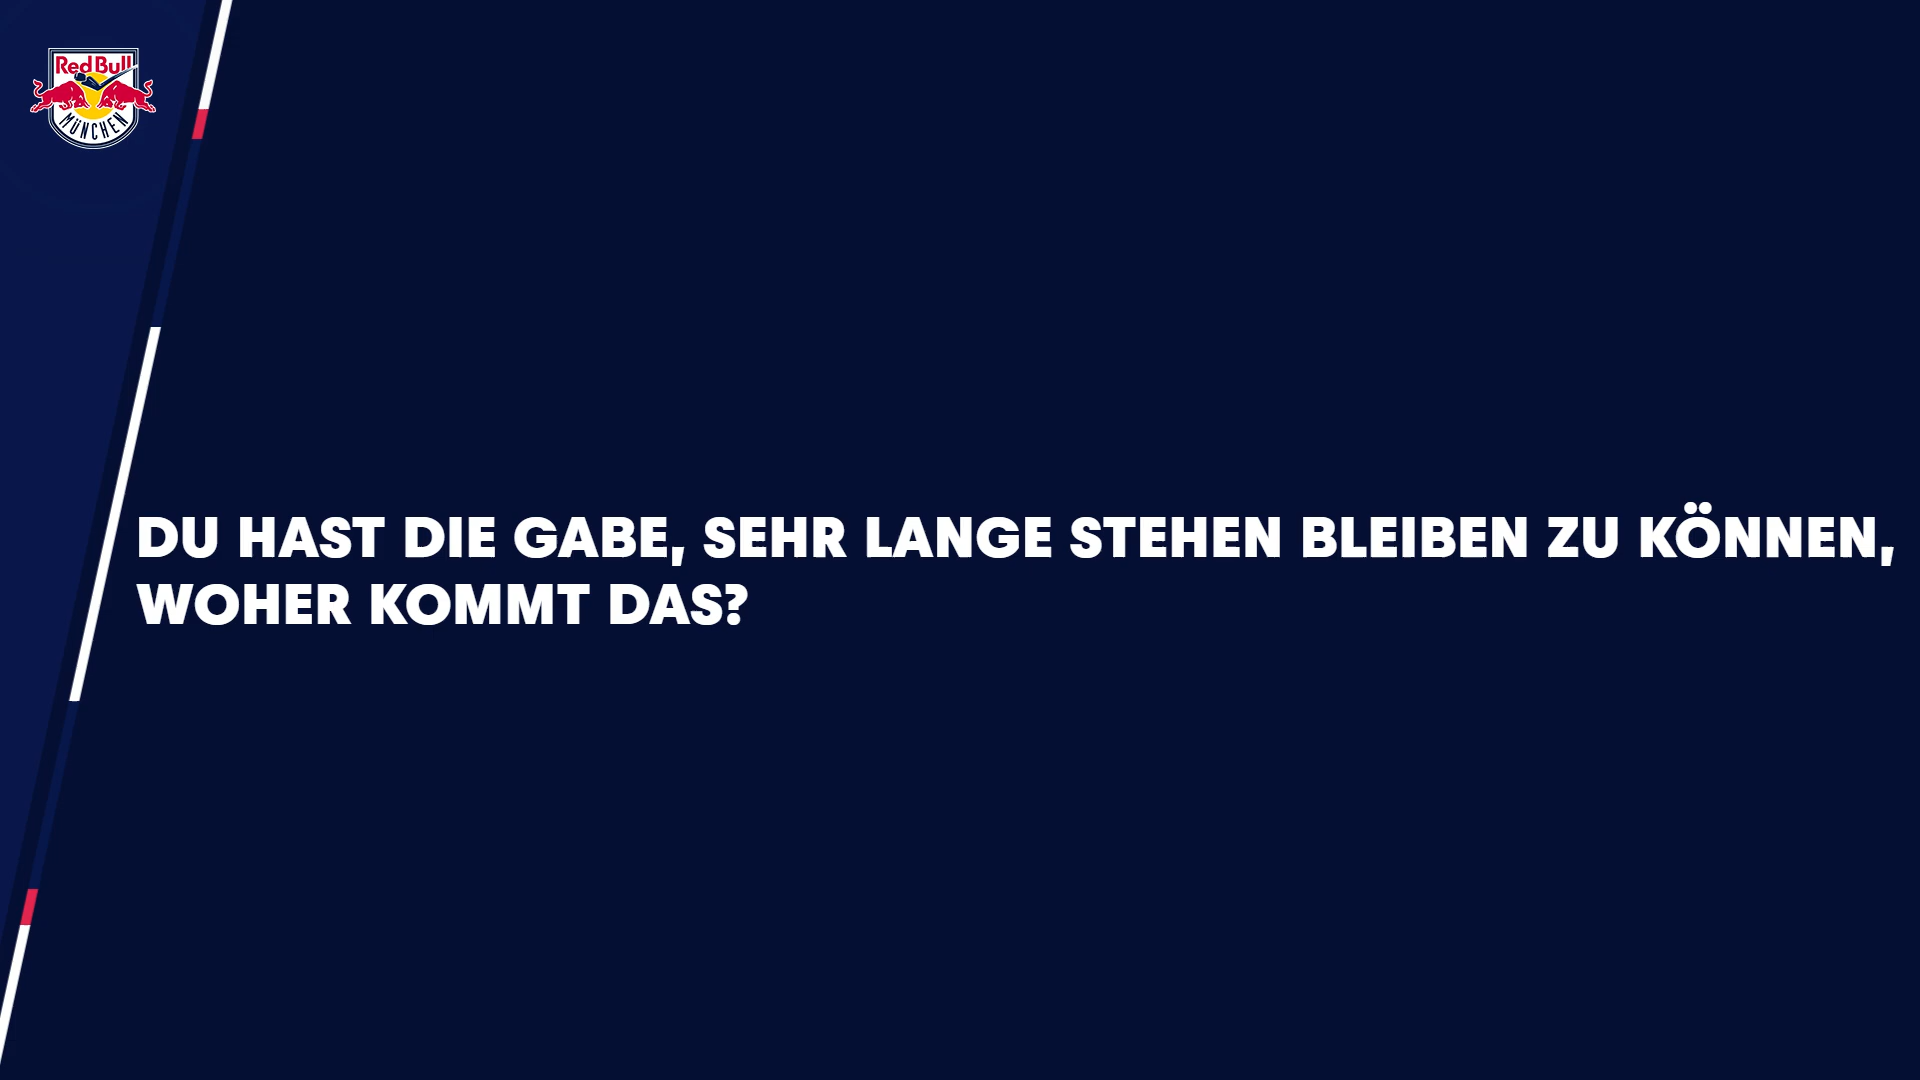 Red Bull
MÜNCHEN
DU HAST DIE GABE, SEHR LANGE STEHEN BLEIBEN ZU KÖNNEN,
WOHER KOMMT DAS?